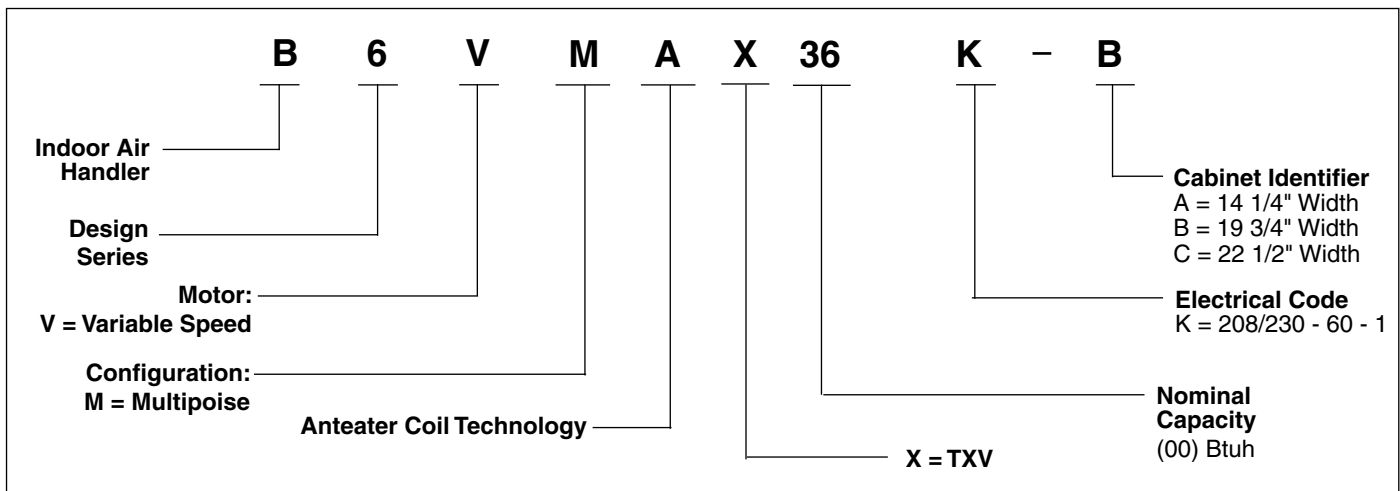 B 6 V M A X 36 K – B
Indoor Air
Handler
Design
Series
Motor:
V = Variable Speed
Configuration:
M = Multipoise
Anteater Coil Technology
X = TXV
Nominal
Capacity
(00) Btuh
Electrical Code
K = 208/230 - 60 - 1
Cabinet Identifier
A = 14 1/4" Width
B = 19 3/4" Width
C = 22 1/2" Width